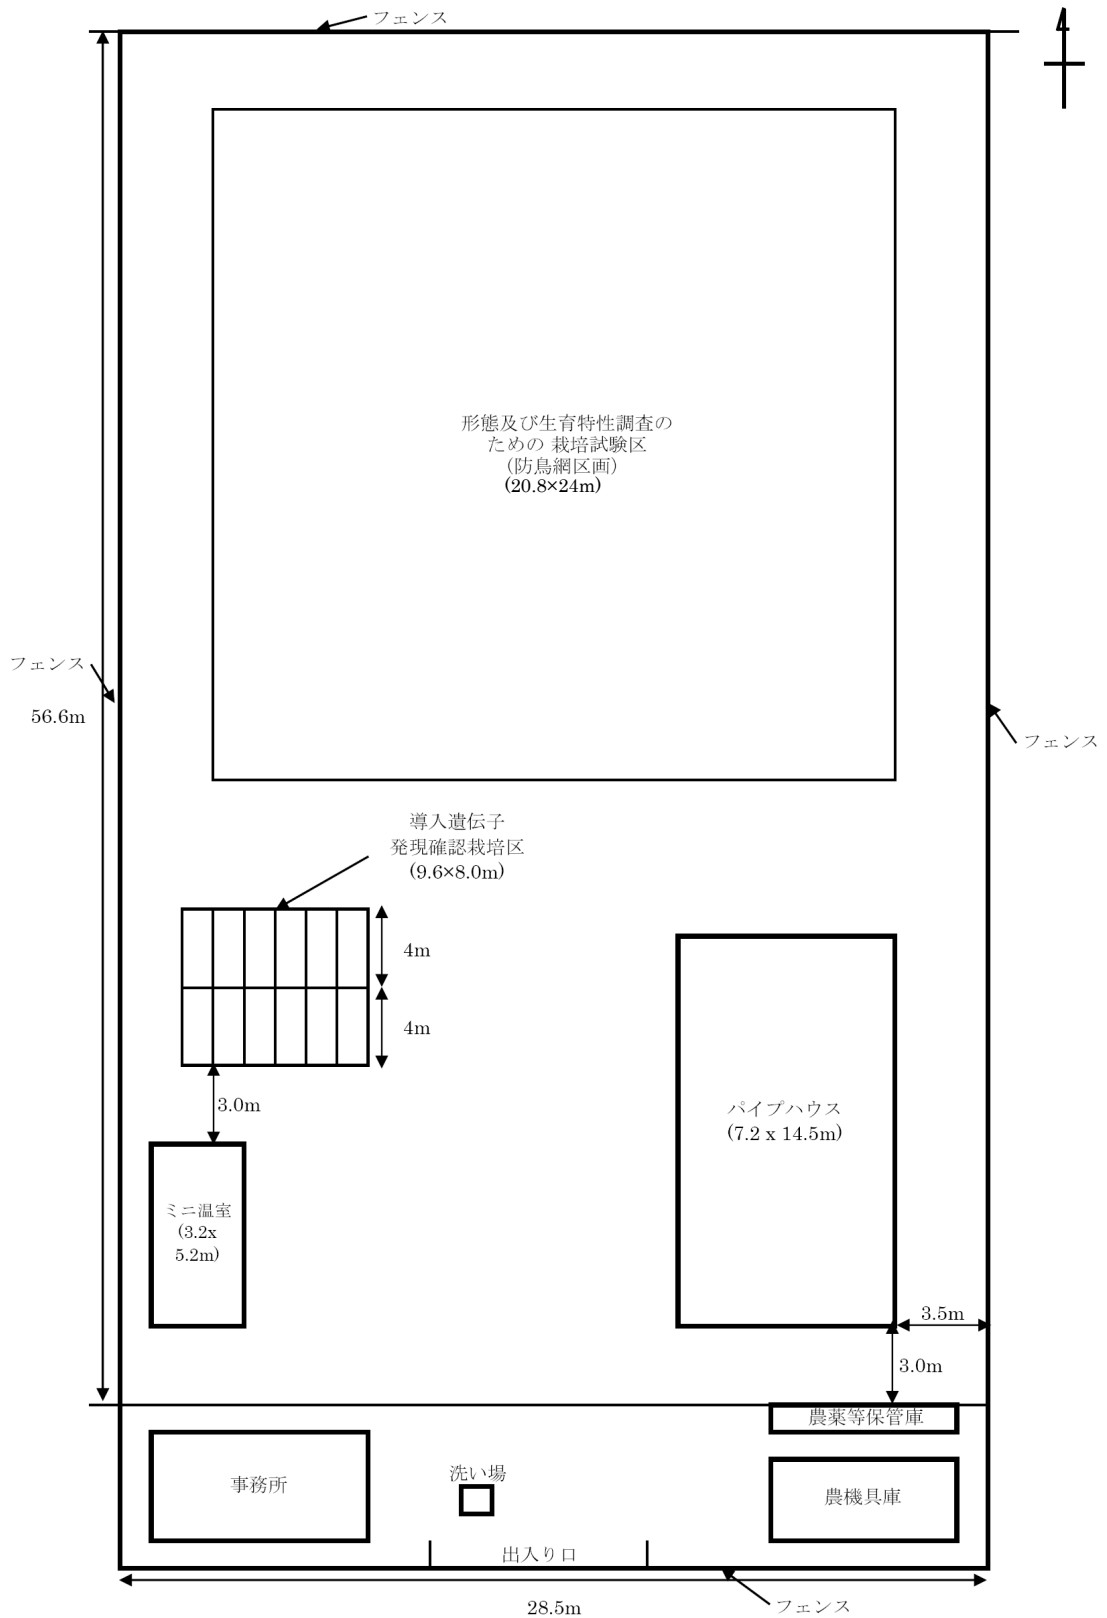 フェンス
形態及び生育特性調査の
ための 栽培試験区
（防鳥網区画）
(20.8×24m)
フェンス
56.6m
フェンス
導入遺伝子
発現確認栽培区
(9.6×8.0m)
4m
4m
3.0m
パイプハウス
(7.2 x 14.5m)
ミニ温室
(3.2x
5.2m)
3.5m
3.0m
農薬等保管庫
事務所
洗い場
農機具庫
出入り口
フェンス
28.5m